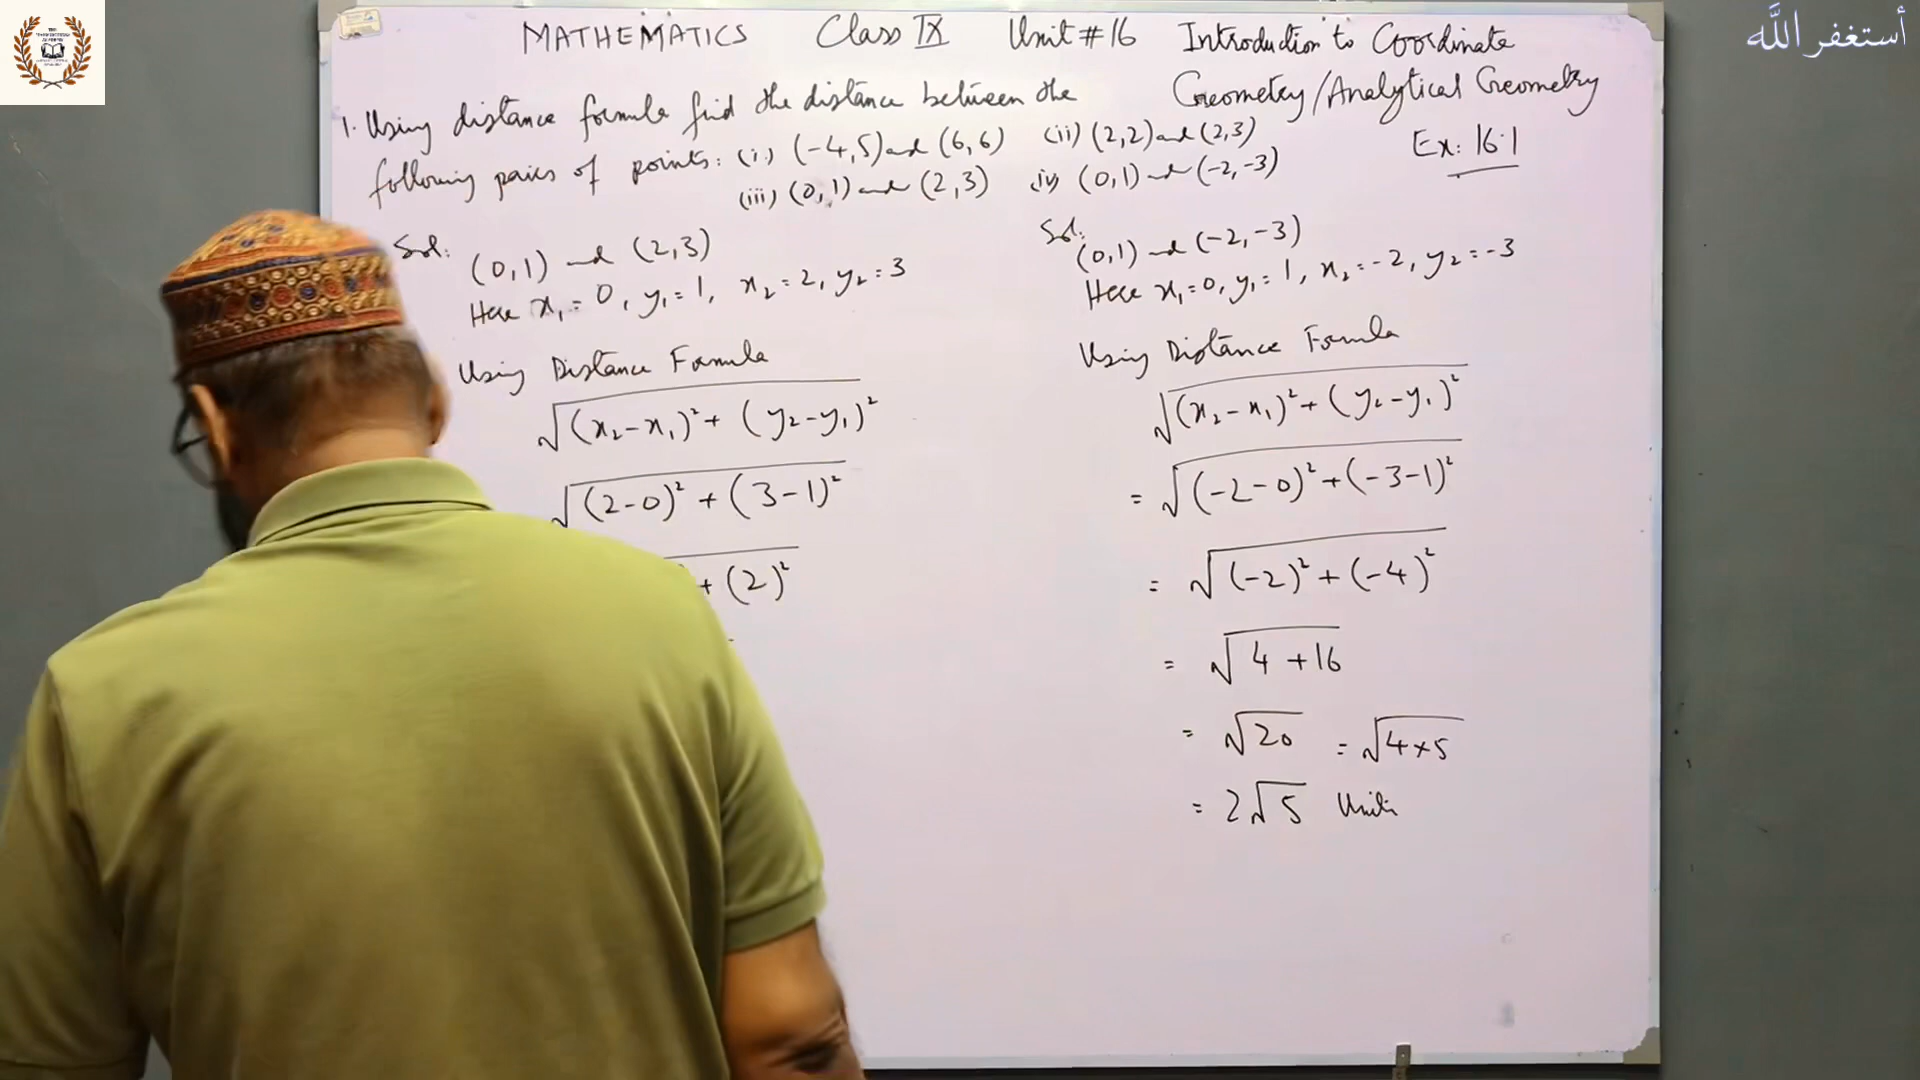 MATHEMATICS Class IX Unit # 16 Introduction to Coordinate
Geometry/Analytical Geometry
أستغفر الله
1. Using distance formula find the distance between the
following pairs of points: (i) (-4,5) and (6,6) (ii) (2,2) and (2,3)
(iii) (0,1) and (2,3) iv) (0,1) and (-2,-3)
Ex: 16.1
Sol:
(0,1) and (2,3)
Here x₁ = 0, y₁ = 1, x₂ = 2, y₂ = 3
Using Distance Formula
√(x₂-x₁)² + (y₂-y₁)²
√(2-0)² + (3-1)²
+ (2)²
Sol:
(0,1) and (-2,-3)
Here x₁=0, y₁=1, x₂=-2, y₂=-3
Using Distance Formula
√(x₂-x₁)² + (y₂-y₁)²
= √(-2-0)² + (-3-1)²
= √(-2)² + (-4)²
= √4 + 16
= √20 = √4×5
= 2√5 Units